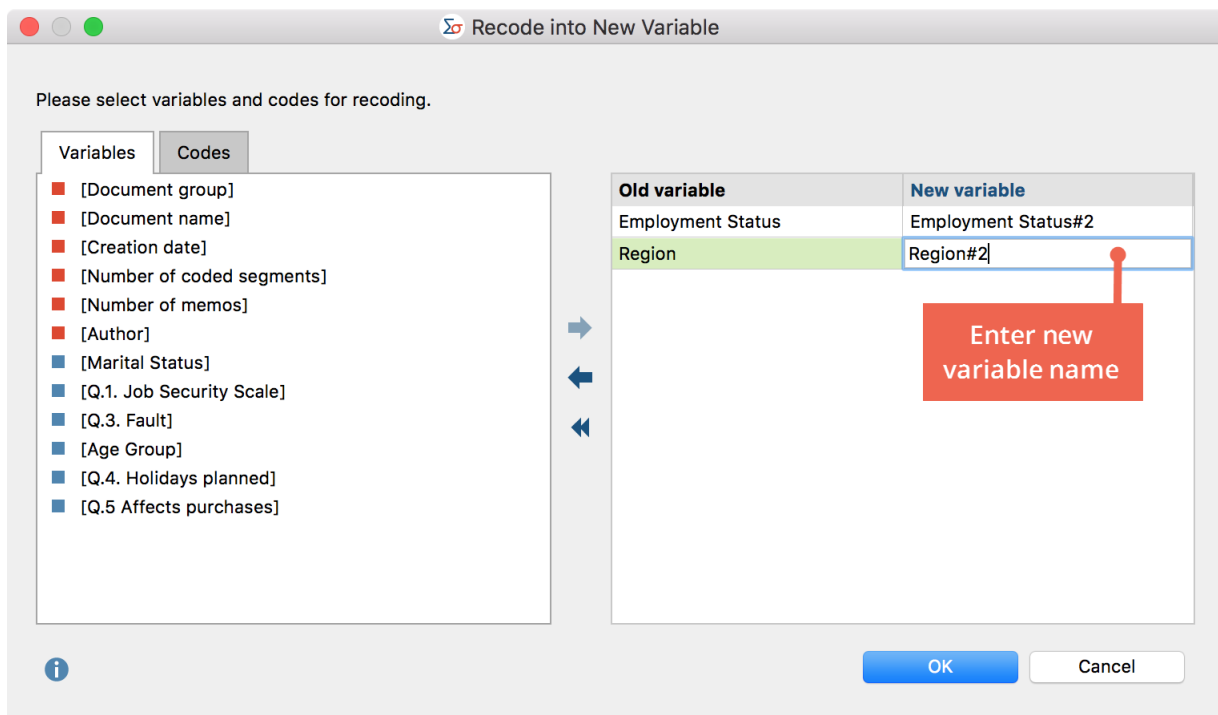 Σσ Recode into New Variable
Please select variables and codes for recoding.
Variables Codes
[Document group]
[Document name]
[Creation date]
[Number of coded segments]
[Number of memos]
[Author]
[Marital Status]
[Q.1. Job Security Scale]
[Q.3. Fault]
[Age Group]
[Q.4. Holidays planned]
[Q.5 Affects purchases]
Old variable New variable
Employment Status Employment Status#2
Region Region#2
Enter new
variable name
i
OK Cancel